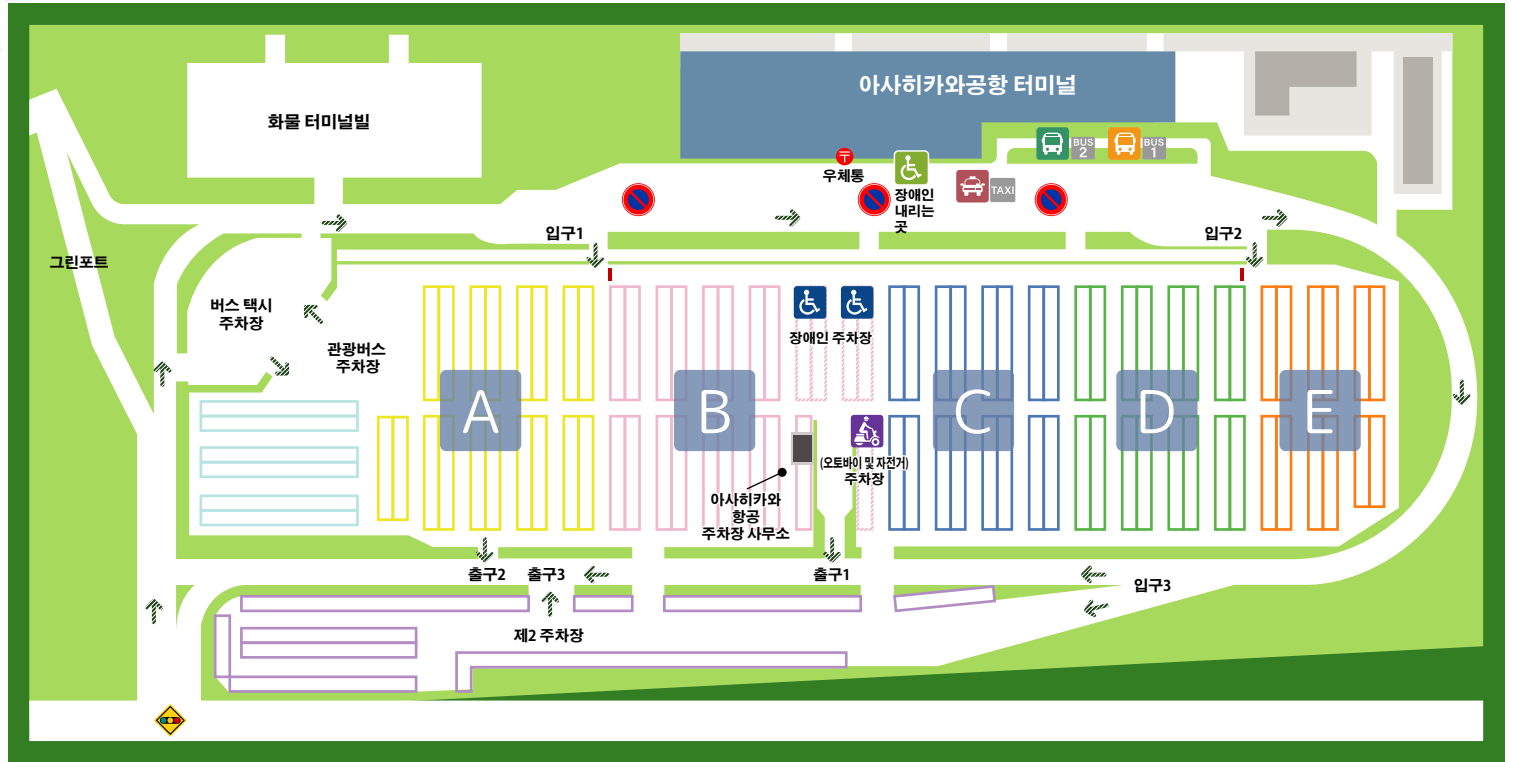 아사히카와공항 터미널
화물 터미널빌
BUS
2
BUS
1
우체통
장애인
내리는
곳
TAXI
입구1
입구2
그린포트
버스 택시
주차장
관광버스
주차장
장애인 주차장
A
B
C
D
E
(오토바이 및 자전거)
주차장
아사히카와
항공
주차장 사무소
출구2
출구3
출구1
입구3
제2 주차장